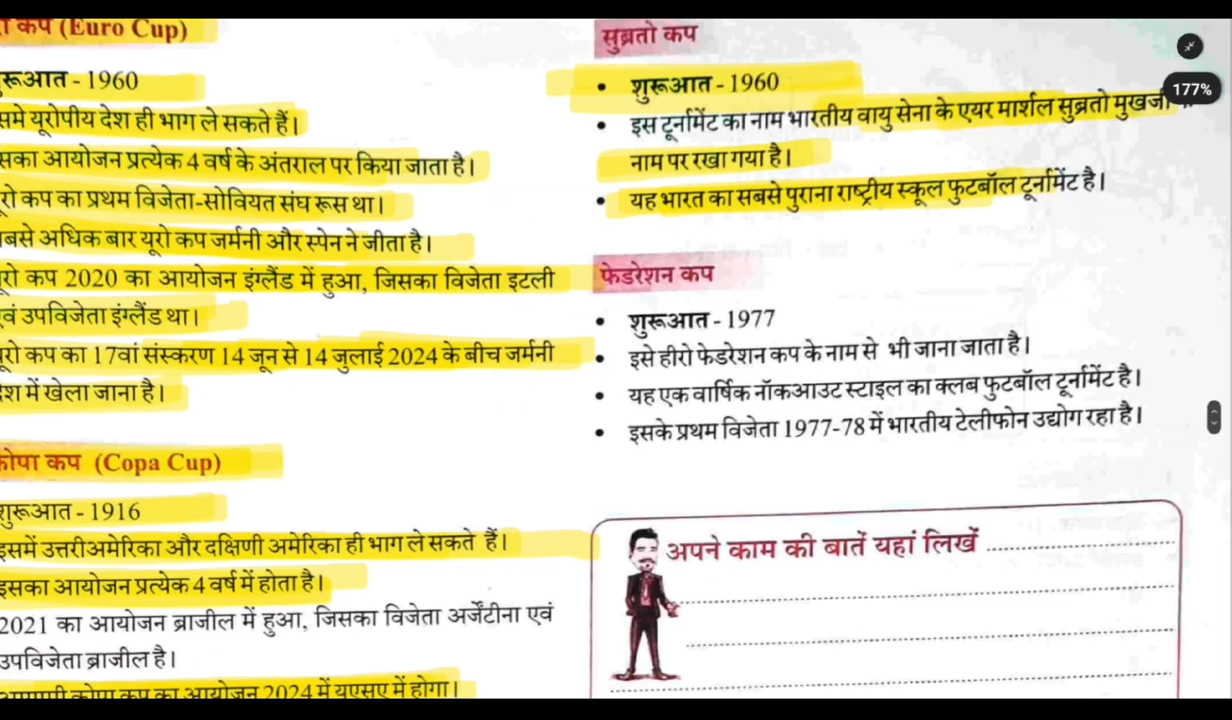 कप (Euro Cup)
रूआत - 1960
समे यूरोपीय देश ही भाग ले सकते हैं।
सका आयोजन प्रत्येक 4 वर्ष के अंतराल पर किया जाता है।
रो कप का प्रथम विजेता-सोवियत संघ रूस था।
बसे अधिक बार यूरो कप जर्मनी और स्पेन ने जीता है।
रो कप 2020 का आयोजन इंग्लैंड में हुआ, जिसका विजेता इटली
वं उपविजेता इंग्लैंड था।
रो कप का 17वां संस्करण 14 जून से 14 जुलाई 2024 के बीच जर्मनी
देश में खेला जाना है।
कोपा कप (Copa Cup)
शुरूआत - 1916
इसमें उत्तरीअमेरिका और दक्षिणी अमेरिका ही भाग ले सकते हैं।
इसका आयोजन प्रत्येक 4 वर्ष में होता है।
2021 का आयोजन ब्राजील में हुआ, जिसका विजेता अर्जेंटीना एवं
उपविजेता ब्राजील है।
कोपा कप का आयोजन 2024 में यूएसए में होगा।
सुब्रतो कप
• शुरूआत - 1960
• इस टूर्नामेंट का नाम भारतीय वायु सेना के एयर मार्शल सुब्रतो मुखर्जी
नाम पर रखा गया है।
• यह भारत का सबसे पुराना राष्ट्रीय स्कूल फुटबॉल टूर्नामेंट है।
फेडरेशन कप
• शुरूआत - 1977
• इसे हीरो फेडरेशन कप के नाम से भी जाना जाता है।
• यह एक वार्षिक नॉकआउट स्टाइल का क्लब फुटबॉल टूर्नामेंट है।
• इसके प्रथम विजेता 1977-78 में भारतीय टेलीफोन उद्योग रहा है।
अपने काम की बातें यहां लिखें
177%